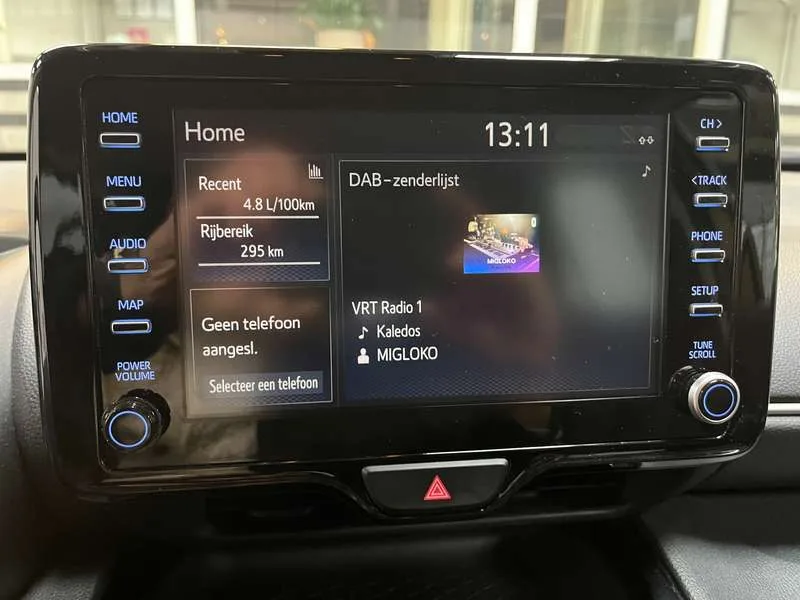 HOME
MENU
AUDIO
MAP
POWER
VOLUME
Home
13:11
Recent
4.8 L/100km
Rijbereik
295 km
Geen telefoon
aangesl.
Selecteer een telefoon
DAB-zenderlijst
MIGLOKO
VRT Radio 1
Kaledos
MIGLOKO
CH >
< TRACK
PHONE
SETUP
TUNE
SCROLL